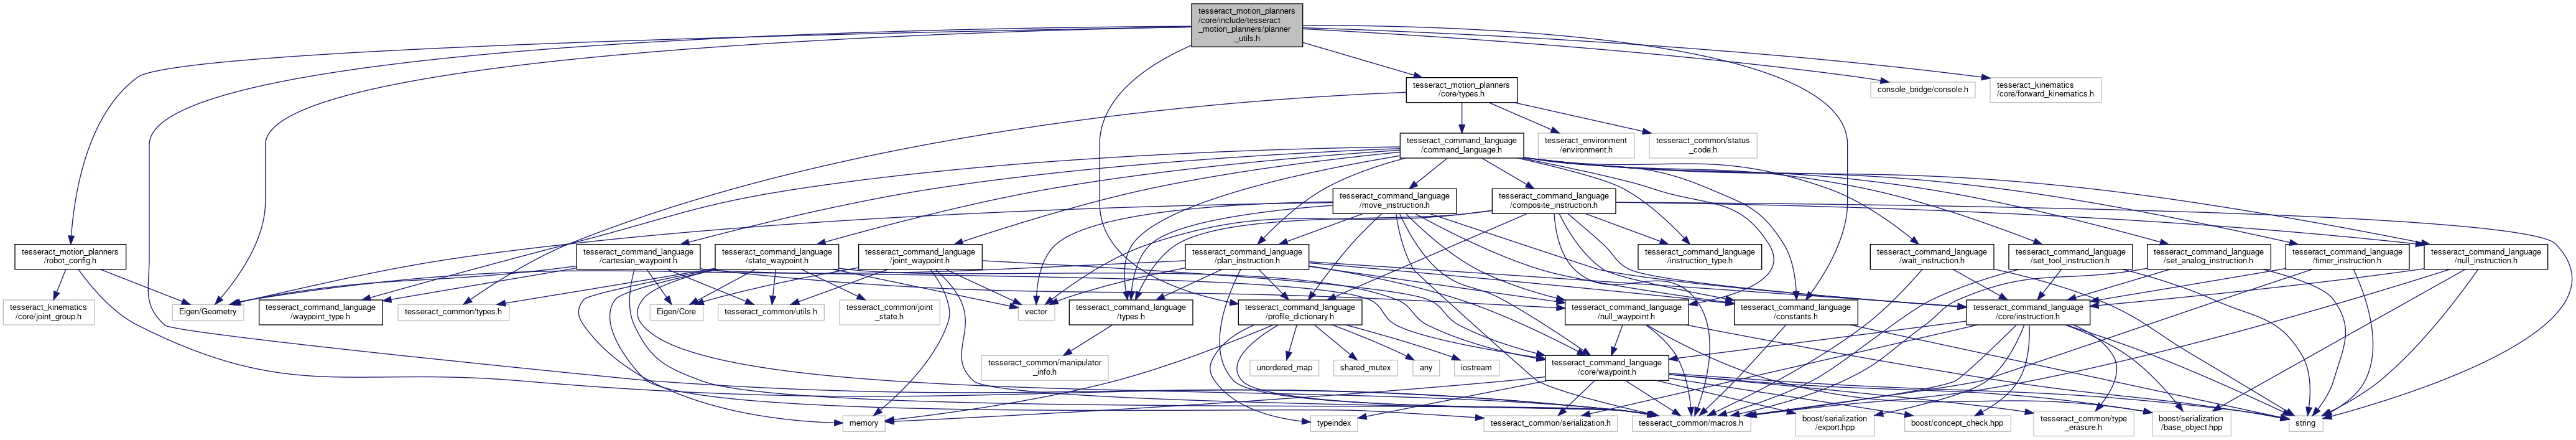 tesseract_motion_planners
/core/include/tesseract
_motion_planners/planner
_utils.h
tesseract_motion_planners
/core/types.h
console_bridge/console.h
tesseract_kinematics
/core/forward_kinematics.h
tesseract_command_language
/command_language.h
tesseract_environment
/environment.h
tesseract_common/status
_code.h
tesseract_command_language
/move_instruction.h
tesseract_command_language
/composite_instruction.h
tesseract_motion_planners
/robot_config.h
tesseract_command_language
/cartesian_waypoint.h
tesseract_command_language
/state_waypoint.h
tesseract_command_language
/joint_waypoint.h
tesseract_command_language
/plan_instruction.h
tesseract_command_language
/instruction_type.h
tesseract_command_language
/wait_instruction.h
tesseract_command_language
/set_tool_instruction.h
tesseract_command_language
/set_analog_instruction.h
tesseract_command_language
/timer_instruction.h
tesseract_command_language
/null_instruction.h
tesseract_kinematics
/core/joint_group.h
Eigen/Geometry
tesseract_command_language
/waypoint_type.h
tesseract_common/types.h
Eigen/Core
tesseract_common/utils.h
tesseract_common/joint
_state.h
vector
tesseract_command_language
/types.h
tesseract_command_language
/profile_dictionary.h
tesseract_command_language
/null_waypoint.h
tesseract_command_language
/constants.h
tesseract_command_language
/core/instruction.h
tesseract_common/manipulator
_info.h
unordered_map
shared_mutex
any
iostream
tesseract_command_language
/core/waypoint.h
memory
typeindex
tesseract_common/serialization.h
tesseract_common/macros.h
boost/serialization
/export.hpp
boost/concept_check.hpp
tesseract_common/type
_erasure.h
boost/serialization
/base_object.hpp
string